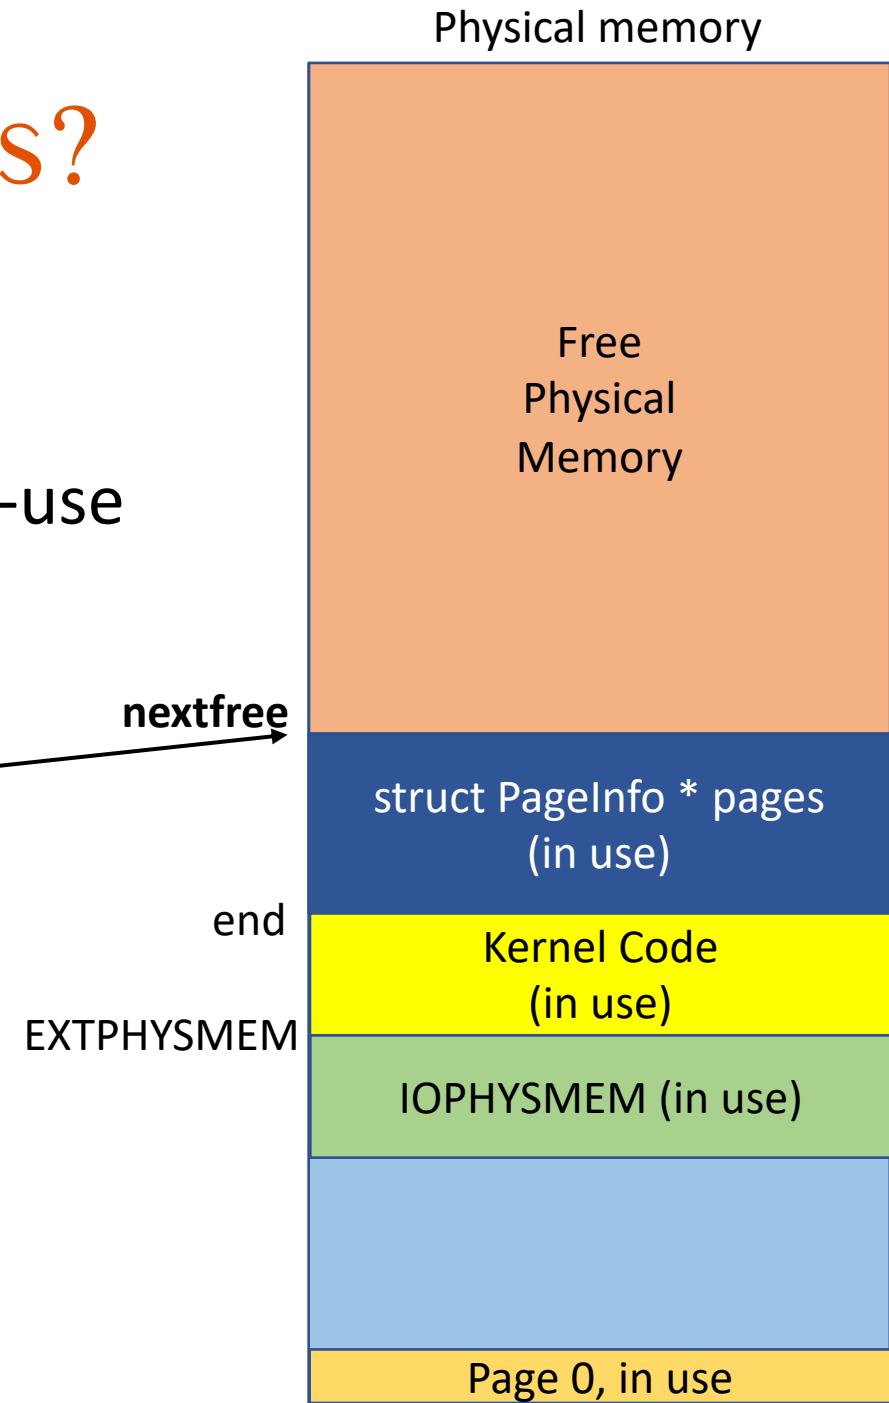 Physical memory
s?
Free
Physical
Memory
-use
nextfree
struct PageInfo * pages
(in use)
end
Kernel Code
(in use)
EXTPHYSMEM
IOPHYSMEM (in use)
Page 0, in use